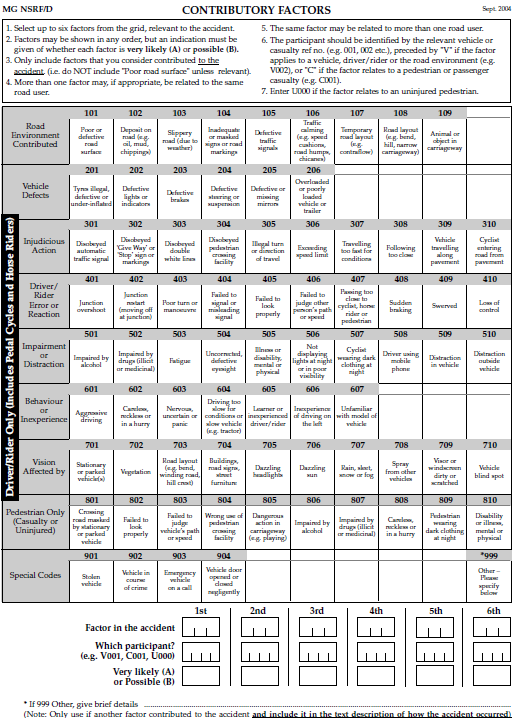 MG NSRF/D CONTRIBUTORY FACTORS Sept. 2004
1. Select up to six factors from the grid, relevant to the accident.
2. Factors may be shown in any order, but an indication must be
given of whether each factor is very likely (A) or possible (B).
3. Only include factors that you consider contributed to the
accident, (i.e. do NOT include "Poor road surface" unless relevant).
4. More than one factor may, if appropriate, be related to the same
road user.
5. The same factor may be related to more than one road user.
6. The participant should be identified by the relevant vehicle or
casualty ref no. (e.g. 001, 002 etc.), preceded by "V" if the factor
applies to a vehicle, driver/rider or the road environment (e.g.
V002), or "C" if the factor relates to a pedestrian or passenger
casualty (e.g. C001).
7. Enter U000 if the factor relates to an uninjured pedestrian.
Driver/Rider Only (Includes Pedal Cycles and Horse Riders)
Road
Environment
Contributed
101
Poor or
defective
road
surface
102
Deposit on
road (e.g.
oil, mud,
chippings)
103
Slippery
road (due to
weather)
104
Inadequate
or masked
signs or road
markings
105
Defective
traffic
signals
106
Traffic
calming
(e.g. speed
cushions,
road humps,
chicanes)
107
Temporary
road layout
(e.g.
contraflow)
108
Road layout
(e.g. bend,
hill, narrow
carriageway)
109
Animal or
object in
carriageway
Vehicle
Defects
201
Tyres illegal,
defective or
under-inflated
202
Defective
lights or
indicators
203
Defective
brakes
204
Defective
steering or
suspension
205
Defective or
missing
mirrors
206
Overloaded
or poorly
loaded
vehicle or
trailer
Injudicious
Action
301
Disobeyed
automatic
traffic signal
302
Disobeyed
'Give Way' or
'Stop' sign or
markings
303
Disobeyed
double
white lines
304
Disobeyed
pedestrian
crossing
facility
305
Illegal turn
or direction
of travel
306
Exceeding
speed limit
307
Travelling
too fast for
conditions
308
Following
too close
309
Vehicle
travelling
along
pavement
310
Cyclist
entering
road from
pavement
Driver/
Rider
Error or
Reaction
401
Junction
overshoot
402
Junction
restart
(moving off
at junction)
403
Poor turn or
manoeuvre
404
Failed to
signal or
misleading
signal
405
Failed to
look
properly
406
Failed to
judge other
person's path
or speed
407
Passing too
close to
cyclist, horse
rider or
pedestrian
408
Sudden
braking
409
Swerved
410
Loss of
control
Impairment
or
Distraction
501
Impaired by
alcohol
502
Impaired by
drugs (illicit
or medicinal)
503
Fatigue
504
Uncorrected,
defective
eyesight
505
Illness or
disability,
mental or
physical
506
Not
displaying
lights at night
or in poor
visibility
507
Cyclist
wearing dark
clothing at
night
508
Driver using
mobile
phone
509
Distraction
in vehicle
510
Distraction
outside
vehicle
Behaviour
or
Inexperience
601
Aggressive
driving
602
Careless,
reckless or
in a hurry
603
Nervous,
uncertain or
panic
604
Driving too
slow for
conditions or
slow vehicle
(e.g. tractor)
605
Learner or
inexperienced
driver/rider
606
Inexperience
of driving on
the left
607
Unfamiliar
with model of
vehicle
Vision
Affected by
701
Stationary
or parked
vehicle(s)
702
Vegetation
703
Road layout
(e.g. bend,
winding road,
hill crest)
704
Buildings,
road signs,
street
furniture
705
Dazzling
headlights
706
Dazzling
sun
707
Rain, sleet,
snow or fog
708
Spray
from other
vehicles
709
Visor or
windscreen
dirty or
scratched
710
Vehicle
blind spot
Pedestrian Only
(Casualty or
Uninjured)
801
Crossing
road masked
by stationary
or parked
vehicle
802
Failed to
look
properly
803
Failed to
judge
vehicle's path
or speed
804
Wrong use of
pedestrian
crossing
facility
805
Dangerous
action in
carriageway
(e.g. playing)
806
Impaired by
alcohol
807
Impaired by
drugs (illicit
or medicinal)
808
Careless,
reckless or
in a hurry
809
Pedestrian
wearing
dark clothing
at night
810
Disability
or illness,
mental or
physical
Special Codes
901
Stolen
vehicle
902
Vehicle in
course
of crime
903
Emergency
vehicle
on a call
904
Vehicle door
opened or
closed
negligently
*999
Other –
Please
specify
below
1st 2nd 3rd 4th 5th 6th
Factor in the accident
Which participant?
(e.g. V001, C001, U000)
Very likely (A)
or Possible (B)
* If 999 Other, give brief details
(Note: Only use if another factor contributed to the accident and include it in the text description of how the accident occurred)